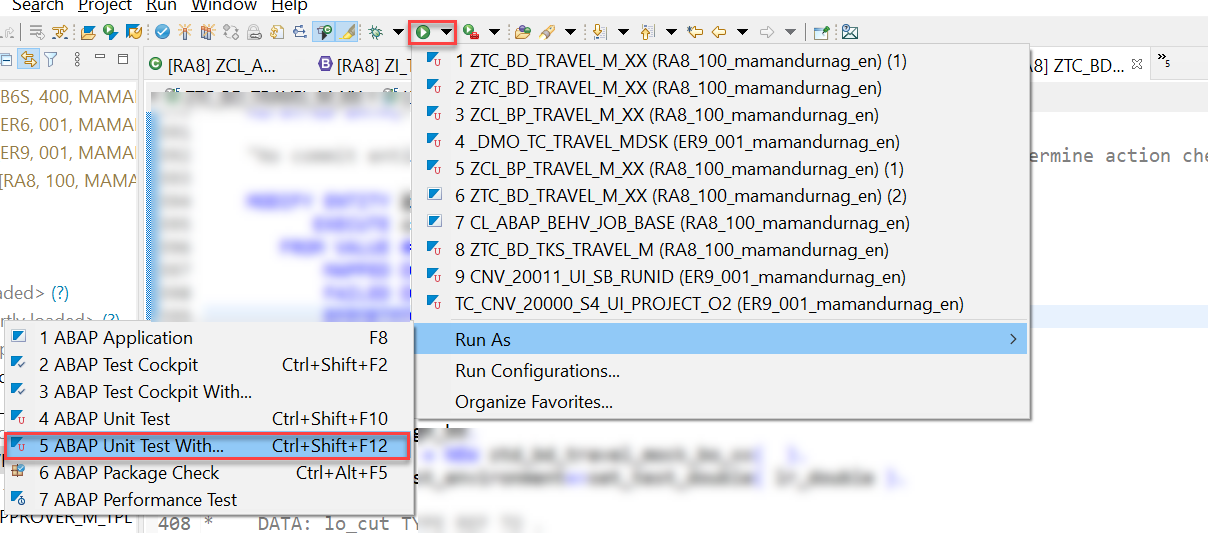 Search Project Run Window Help
[RA8] ZCL_A...
[RA8] ZI_T
A8] ZTC_BD...
»5
B6S, 400, MAMAN
ER6, 001, MAMAN
ER9, 001, MAMAN
[RA8, 100, MAMA
aded> (?)
1 ZTC_BD_TRAVEL_M_XX (RA8_100_mamandurnag_en) (1)
2 ZTC_BD_TRAVEL_M_XX (RA8_100_mamandurnag_en)
3 ZCL_BP_TRAVEL_M_XX (RA8_100_mamandurnag_en)
4 _DMO_TC_TRAVEL_MDSK (ER9_001_mamandurnag_en)
5 ZCL_BP_TRAVEL_M_XX (RA8_100_mamandurnag_en) (1)
6 ZTC_BD_TRAVEL_M_XX (RA8_100_mamandurnag_en) (2)
7 CL_ABAP_BEHV_JOB_BASE (RA8_100_mamandurnag_en)
8 ZTC_BD_TKS_TRAVEL_M (RA8_100_mamandurnag_en)
9 CNV_20011_UI_SB_RUNID (ER9_001_mamandurnag_en)
TC_CNV_20000_S4_UI_PROJECT_O2 (ER9_001_mamandurnag_en)
Run As
Run Configurations...
Organize Favorites...
ermine action che
1 ABAP Application F8
2 ABAP Test Cockpit Ctrl+Shift+F2
3 ABAP Test Cockpit With...
4 ABAP Unit Test Ctrl+Shift+F10
5 ABAP Unit Test With... Ctrl+Shift+F12
6 ABAP Package Check Ctrl+Alt+F5
7 ABAP Performance Test
PPROVER_M_TPL
408 * DATA: lo_cut TYPE REF TO .